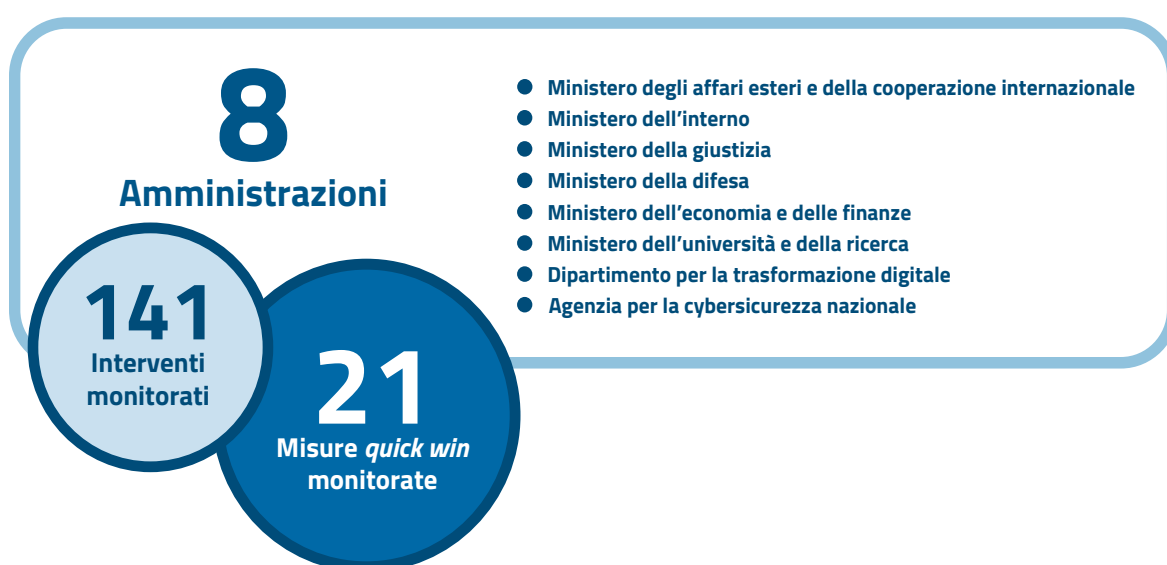 8
Amministrazioni
141
Interventi
monitorati
21
Misure quick win
monitorate
Ministero degli affari esteri e della cooperazione internazionale
Ministero dell'interno
Ministero della giustizia
Ministero della difesa
Ministero dell'economia e delle finanze
Ministero dell'università e della ricerca
Dipartimento per la trasformazione digitale
Agenzia per la cybersicurezza nazionale